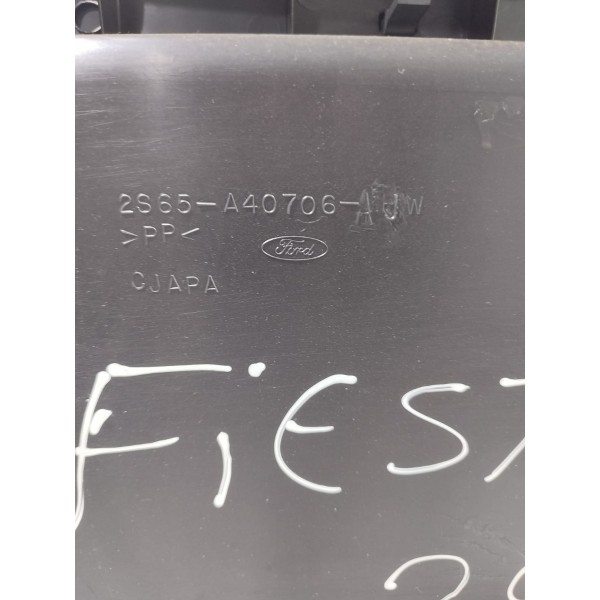 2S65-A40706-
>PP<
Ford
CJAPA
FiEST